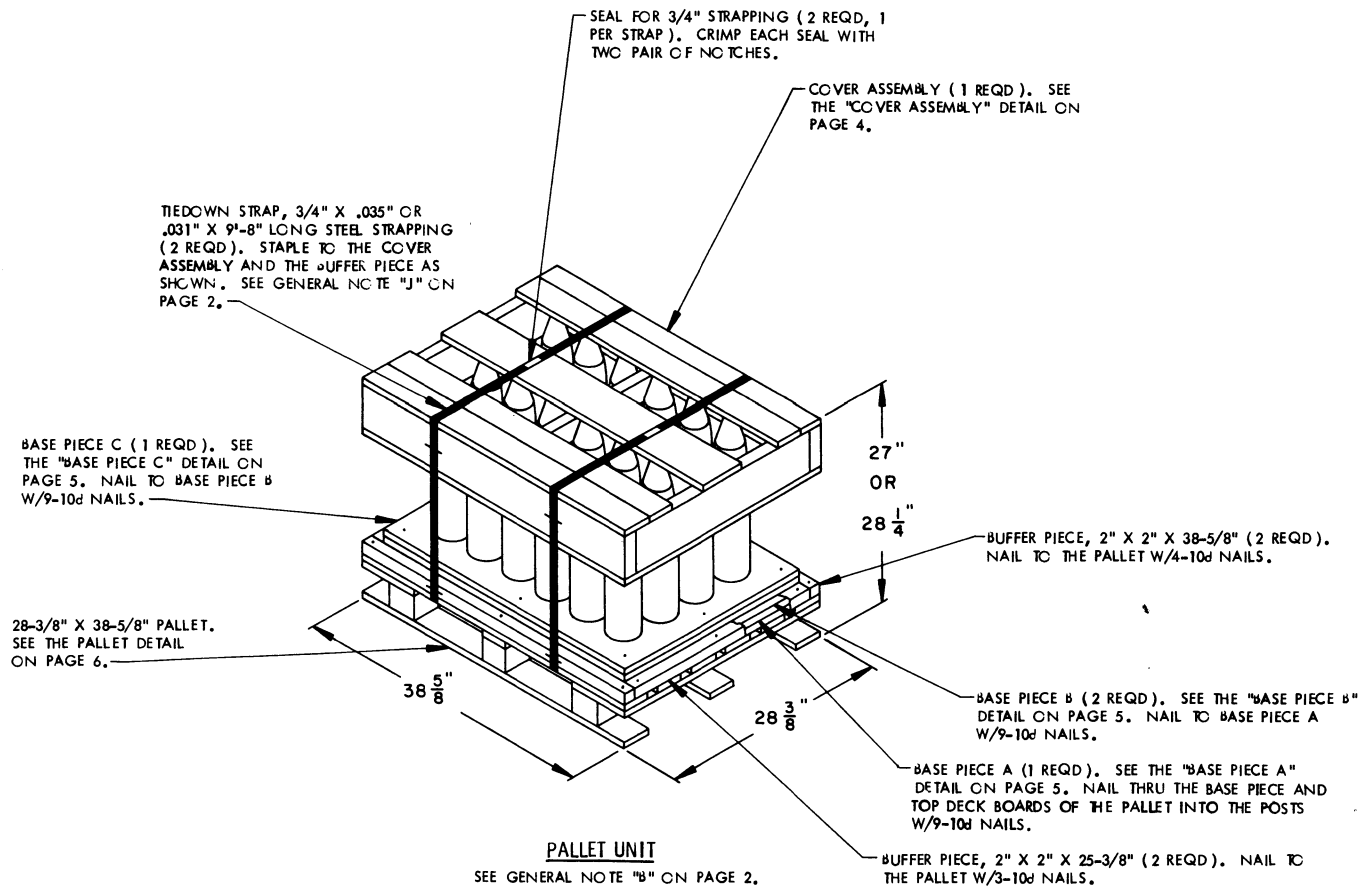 SEAL FOR 3/4" STRAPPING (2 REQD, 1
PER STRAP). CRIMP EACH SEAL WITH
TWO PAIR OF NOTCHES.
COVER ASSEMBLY (1 REQD). SEE
THE "COVER ASSEMBLY" DETAIL ON
PAGE 4.
TIEDOWN STRAP, 3/4" X .035" OR
.031" X 9'-8" LONG STEEL STRAPPING
(2 REQD). STAPLE TO THE COVER
ASSEMBLY AND THE BUFFER PIECE AS
SHOWN. SEE GENERAL NOTE "J" ON
PAGE 2.
BASE PIECE C (1 REQD). SEE
THE "BASE PIECE C" DETAIL ON
PAGE 5. NAIL TO BASE PIECE B
W/9-10d NAILS.
27"
OR
28 1/4"
BUFFER PIECE, 2" X 2" X 38-5/8" (2 REQD).
NAIL TO THE PALLET W/4-10d NAILS.
28-3/8" X 38-5/8" PALLET.
SEE THE PALLET DETAIL
ON PAGE 6.
38 5/8"
28 3/8"
BASE PIECE B (2 REQD). SEE THE "BASE PIECE B"
DETAIL ON PAGE 5. NAIL TO BASE PIECE A
W/9-10d NAILS.
BASE PIECE A (1 REQD). SEE THE "BASE PIECE A"
DETAIL ON PAGE 5. NAIL THRU THE BASE PIECE AND
TOP DECK BOARDS OF THE PALLET INTO THE POSTS
W/9-10d NAILS.
BUFFER PIECE, 2" X 2" X 25-3/8" (2 REQD). NAIL TO
THE PALLET W/3-10d NAILS.
PALLET UNIT
SEE GENERAL NOTE "B" ON PAGE 2.